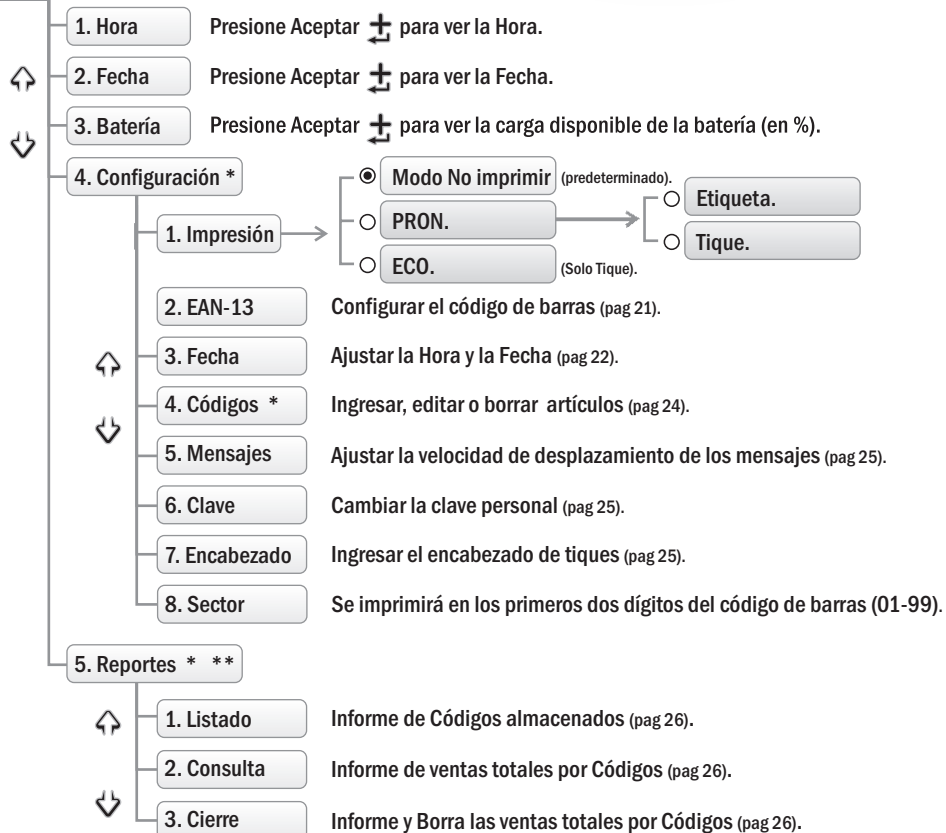 1. Hora Presione Aceptar para ver la Hora.
2. Fecha Presione Aceptar para ver la Fecha.
3. Batería Presione Aceptar para ver la carga disponible de la batería (en %).
4. Configuración *
Modo No imprimir (predeterminado).
Etiqueta.
1. Impresión
PRON.
Tique.
ECO. (Solo Tique).
2. EAN-13 Configurar el código de barras (pag 21).
3. Fecha Ajustar la Hora y la Fecha (pag 22).
4. Códigos * Ingresar, editar o borrar artículos (pag 24).
5. Mensajes Ajustar la velocidad de desplazamiento de los mensajes (pag 25).
6. Clave Cambiar la clave personal (pag 25).
7. Encabezado Ingresar el encabezado de tiques (pag 25).
8. Sector Se imprimirá en los primeros dos dígitos del código de barras (01-99).
5. Reportes * **
1. Listado Informe de Códigos almacenados (pag 26).
2. Consulta Informe de ventas totales por Códigos (pag 26).
3. Cierre Informe y Borra las ventas totales por Códigos (pag 26).